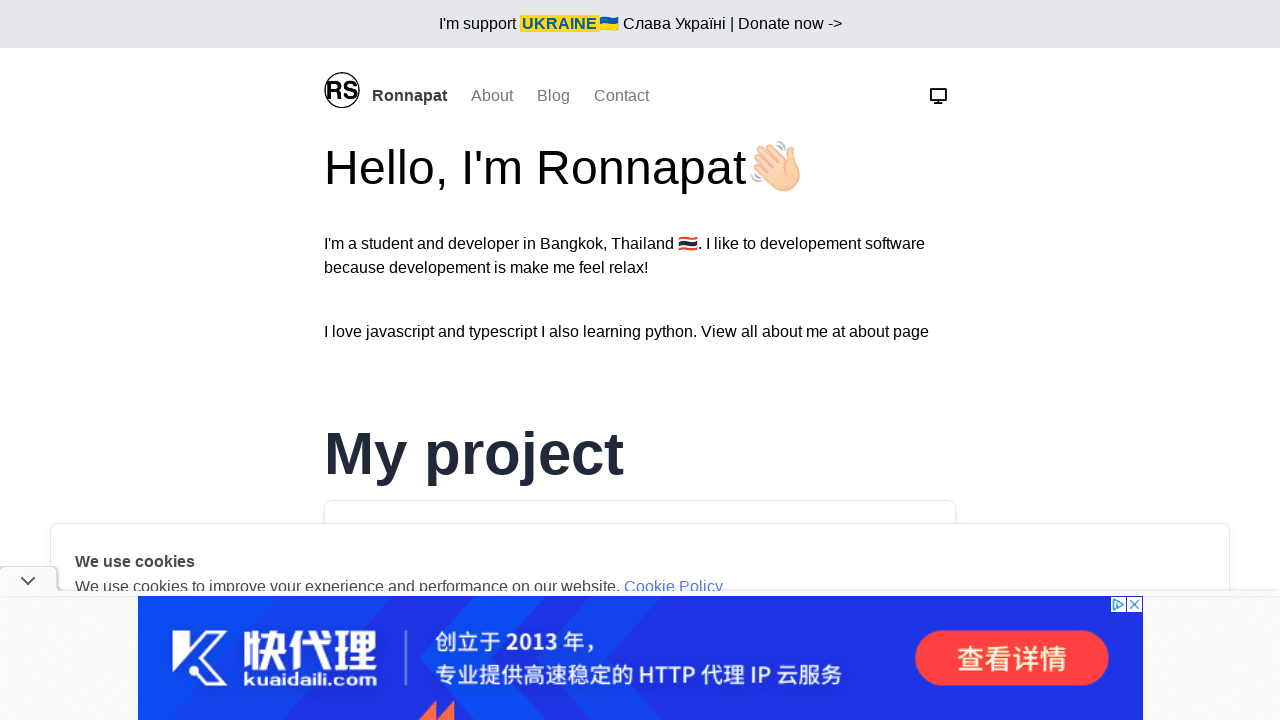 I'm support UKRAINE🇺🇦 Слава Україні | Donate now ->
RS Ronnapat About Blog Contact
Hello, I'm Ronnapat👋🏻
I'm a student and developer in Bangkok, Thailand 🇹🇭. I like to developement software
because developement is make me feel relax!
I love javascript and typescript I also learning python. View all about me at about page
My project
We use cookies
We use cookies to improve your experience and performance on our website. Cookie Policy
快代理
kuaidaili.com
创立于 2013 年，
专业提供高速稳定的 HTTP 代理 IP 云服务
查看详情